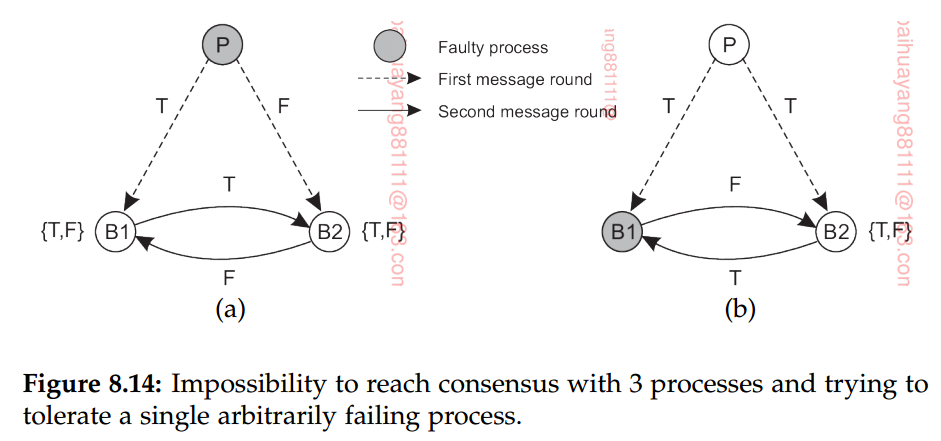 P
Faulty process
P
First message round
T
F
T
T
Second message round
T
F
{T,F}
B1
B2
{T,F}
B1
B2
{T,F}
F
T
(a)
(b)
Figure 8.14: Impossibility to reach consensus with 3 processes and trying to
tolerate a single arbitrarily failing process.